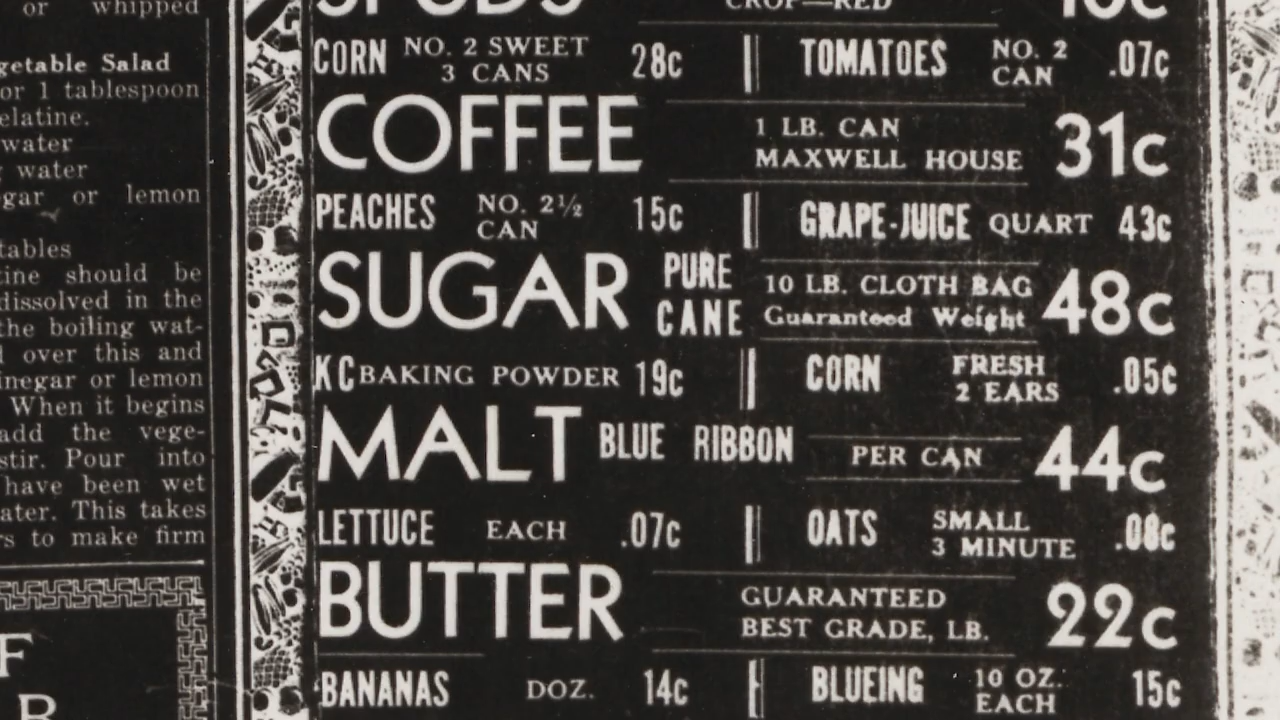 or whipped
getable Salad
or 1 tablespoon
elatine.
water
water
gar or lemon
tables
tine should be
dissolved in the
the boiling wat-
over this and
inegar or lemon
When it begins
add the vege-
stir. Pour into
have been wet
ater. This takes
rs to make firm
F
R
SPUDS CROP—RED 16c
CORN NO. 2 SWEET 3 CANS 28c
TOMATOES NO. 2 CAN .07c
COFFEE 1 LB. CAN MAXWELL HOUSE 31c
PEACHES NO. 2½ CAN 15c
GRAPE-JUICE QUART 43c
SUGAR PURE CANE 10 LB. CLOTH BAG Guaranteed Weight 48c
KC BAKING POWDER 19c
CORN FRESH 2 EARS .05c
MALT BLUE RIBBON PER CAN 44c
LETTUCE EACH .07c
OATS SMALL 3 MINUTE .08c
BUTTER GUARANTEED BEST GRADE, LB. 22c
BANANAS DOZ. 14c
BLUEING 10 OZ. EACH 15c